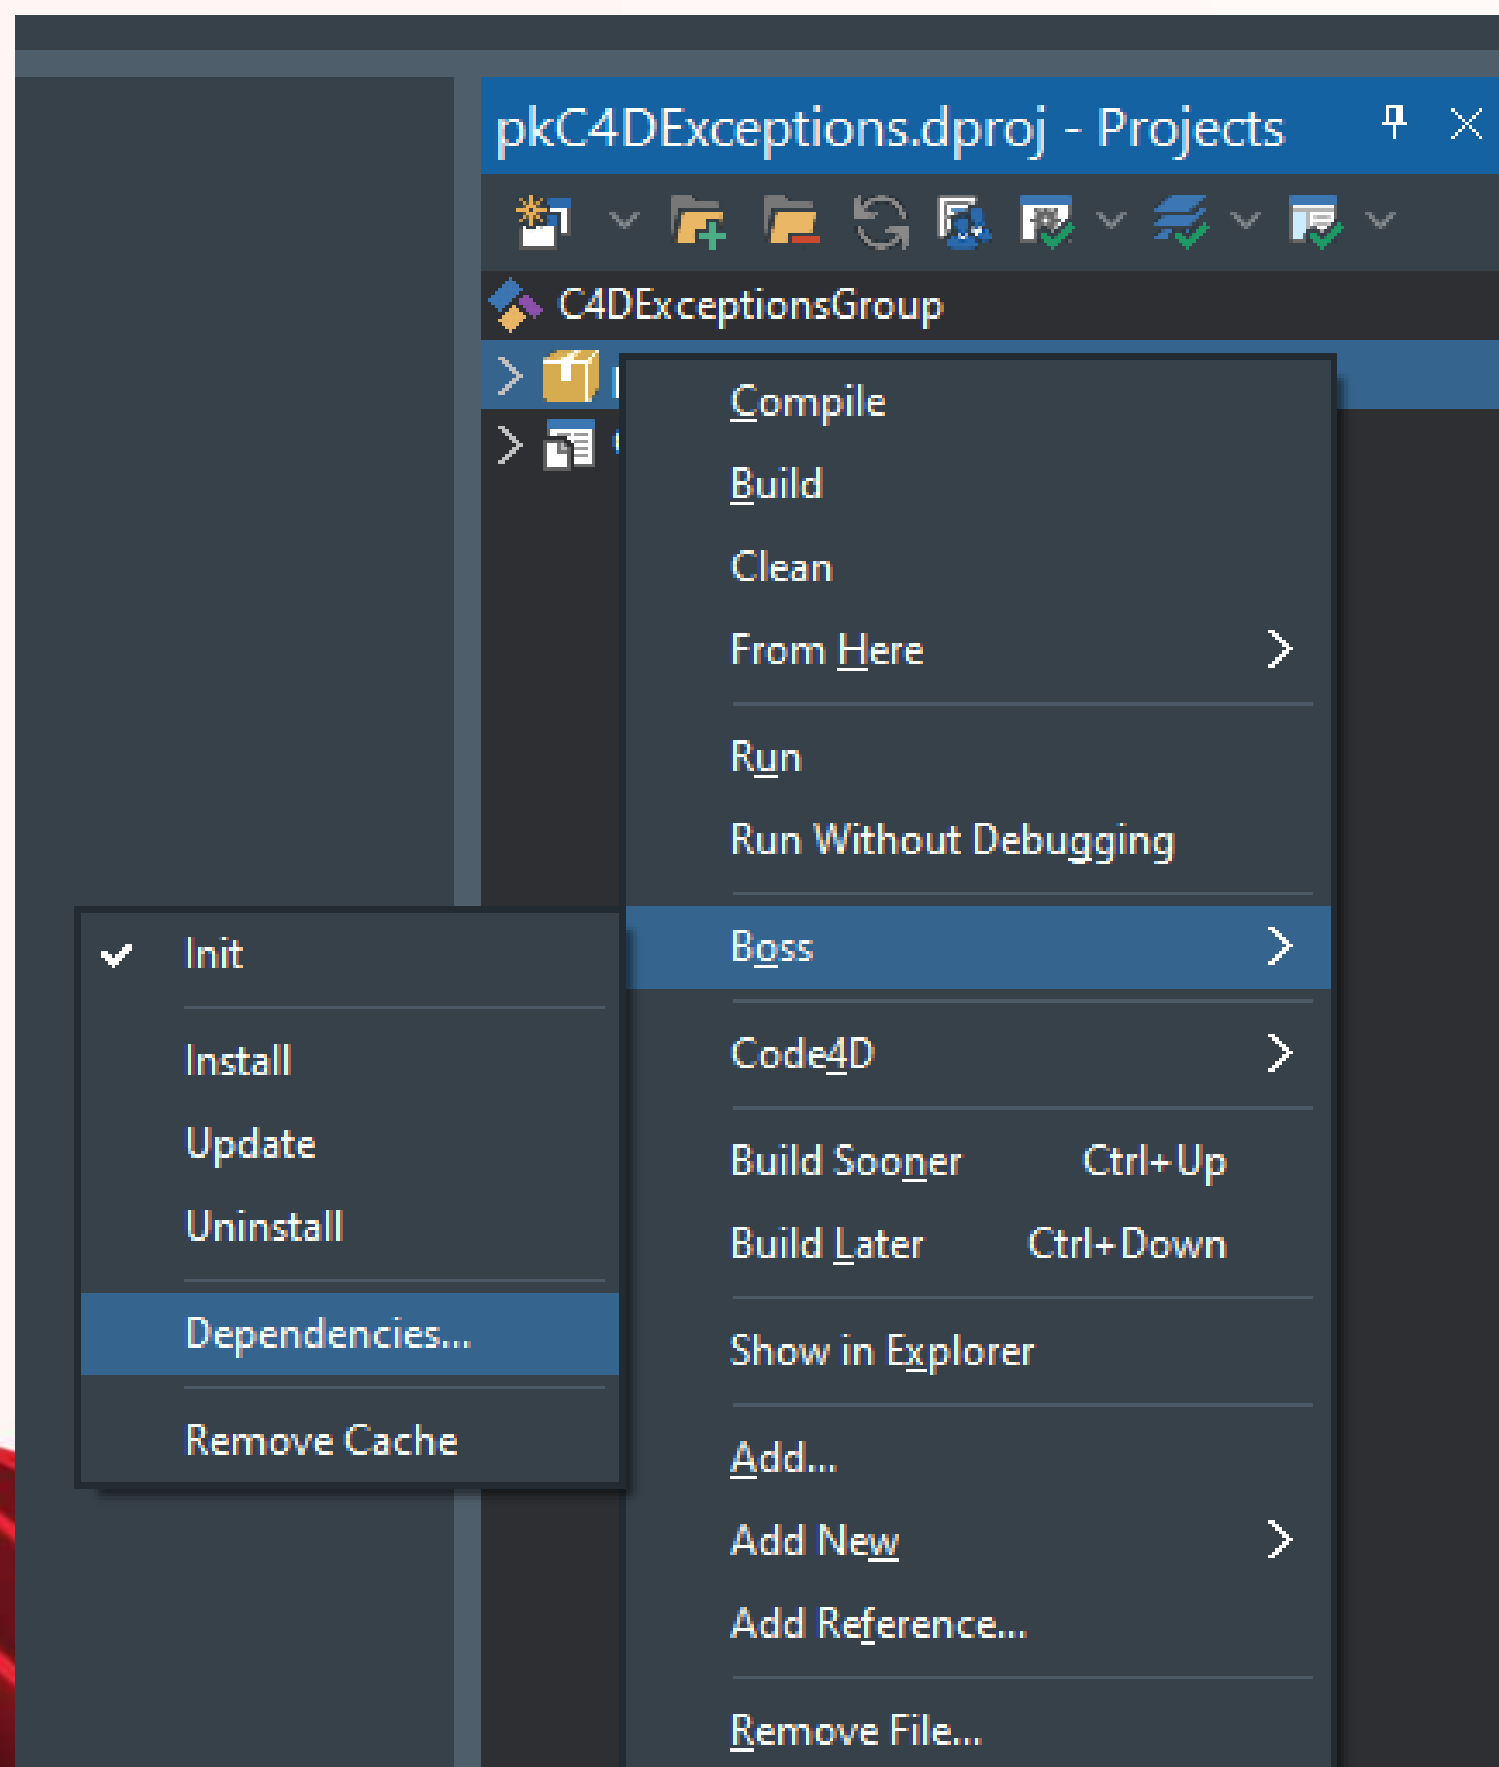 pkC4DExceptions.dproj - Projects
C4DExceptionsGroup
Compile
Build
Clean
From Here
Run
Run Without Debugging
Boss
Init
Install
Update
Uninstall
Dependencies...
Remove Cache
Code4D
Build Sooner Ctrl+Up
Build Later Ctrl+Down
Show in Explorer
Add...
Add New
Add Reference...
Remove File...